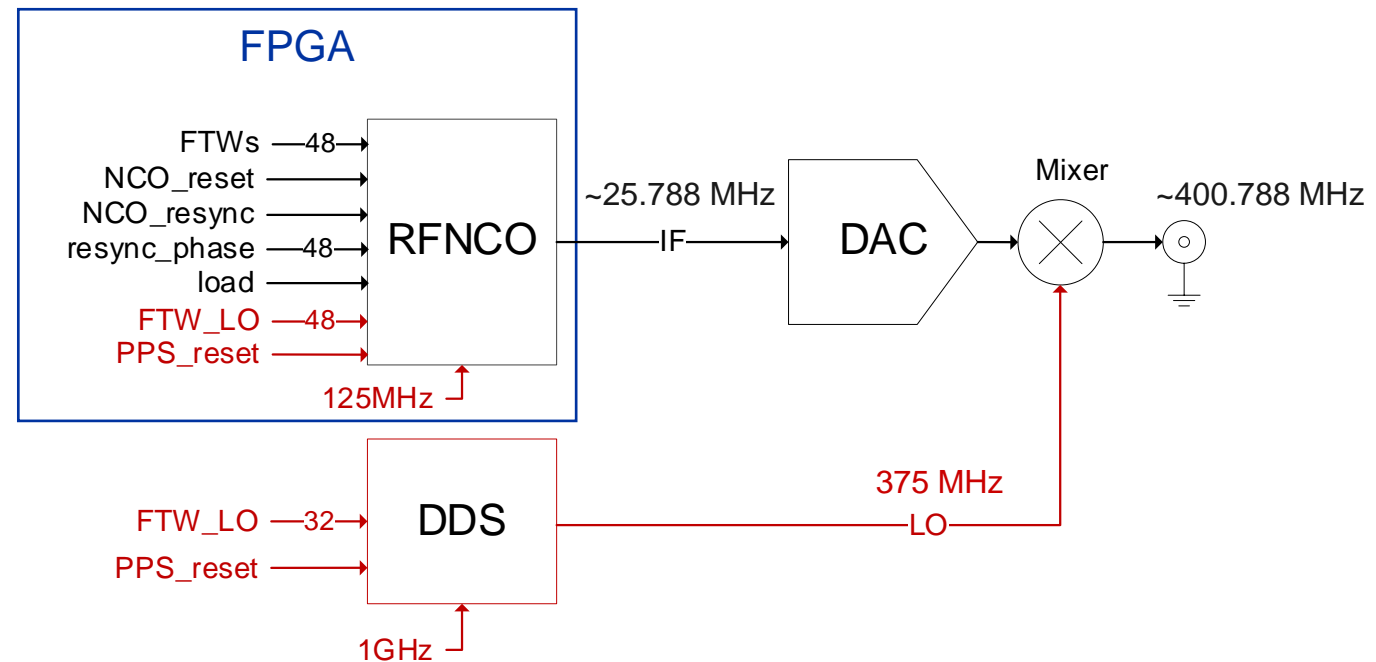 FPGA
FTWs
48
NCO_reset
NCO_resync
resync_phase
48
load
FTW_LO
48
PPS_reset
RFNCO
125MHz
~25.788 MHz
IF
DAC
Mixer
~400.788 MHz
FTW_LO
32
PPS_reset
DDS
1GHz
375 MHz
LO